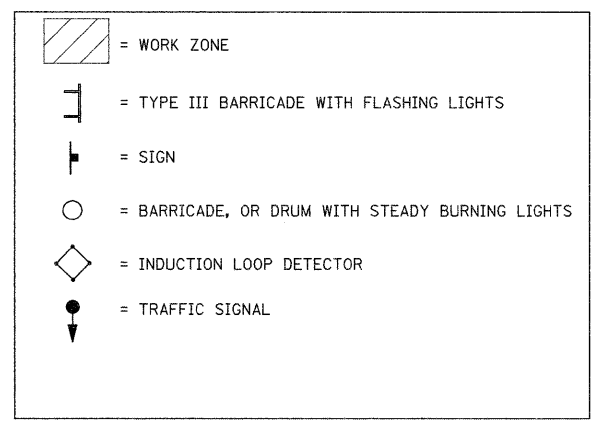 = WORK ZONE
= TYPE III BARRICADE WITH FLASHING LIGHTS
= SIGN
= BARRICADE, OR DRUM WITH STEADY BURNING LIGHTS
= INDUCTION LOOP DETECTOR
= TRAFFIC SIGNAL